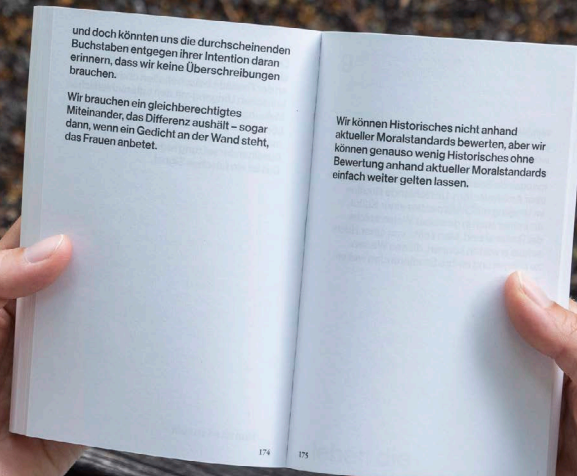 und doch könnten uns die durchscheinenden
Buchstaben entgegen ihrer Intention daran
erinnern, dass wir keine Überschreibungen
brauchen.
Wir brauchen ein gleichberechtigtes
Miteinander, das Differenz aushält – sogar
dann, wenn ein Gedicht an der Wand steht,
das Frauen anbetet.
174
Wir können Historisches nicht anhand
aktueller Moralstandards bewerten, aber wir
können genauso wenig Historisches ohne
Bewertung anhand aktueller Moralstandards
einfach weiter gelten lassen.
175